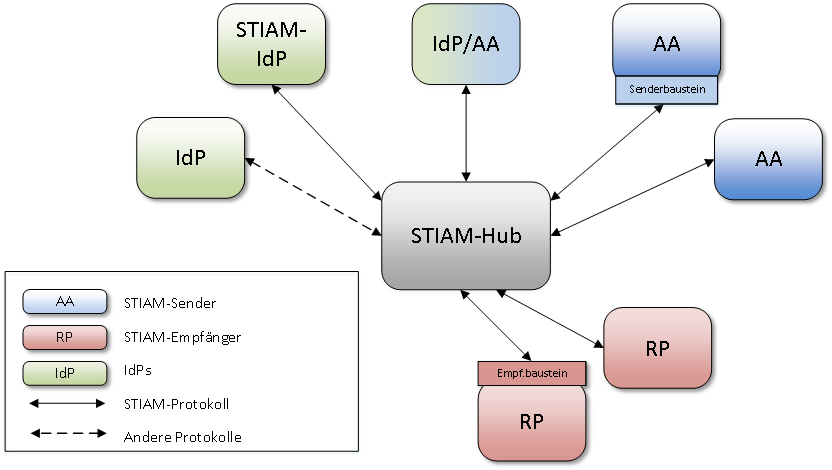 STIAM-
IdP
IdP/AA
AA
Senderbaustein
IdP
AA
STIAM-Hub
RP
Empf.baustein
RP
AA STIAM-Sender
RP STIAM-Empfänger
IdP IdPs
STIAM-Protokoll
Andere Protokolle